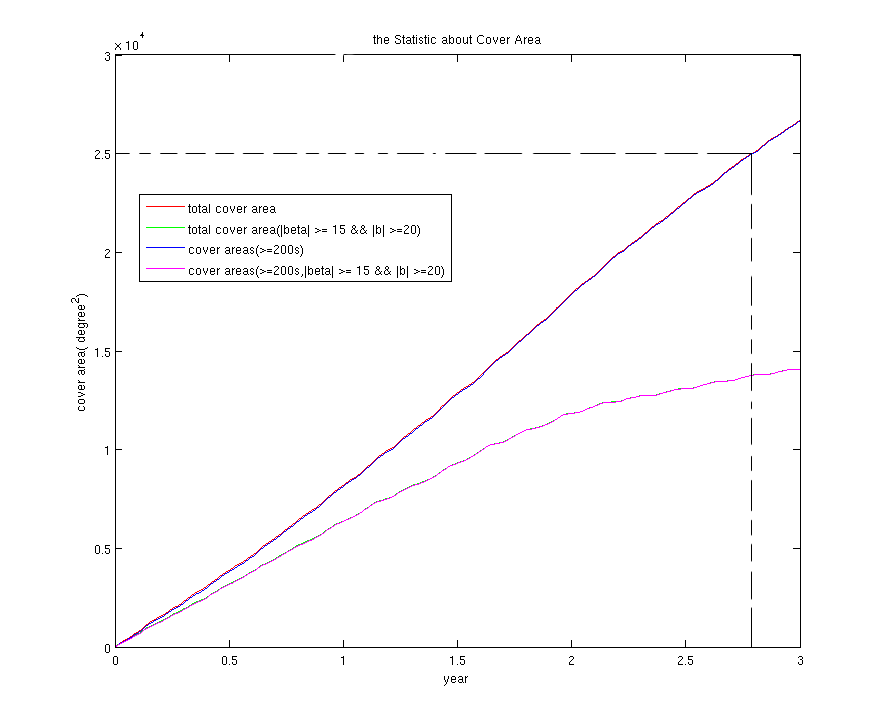 the Statistic about Cover Area
×10^4
3
2.5
2
1.5
1
0.5
0
total cover area
total cover area(|beta| >= 15 && |b| >=20)
cover areas(>=200s)
cover areas(>=200s,|beta| >= 15 && |b| >=20)
cover area( degree^2)
0 0.5 1 1.5 2 2.5 3
year